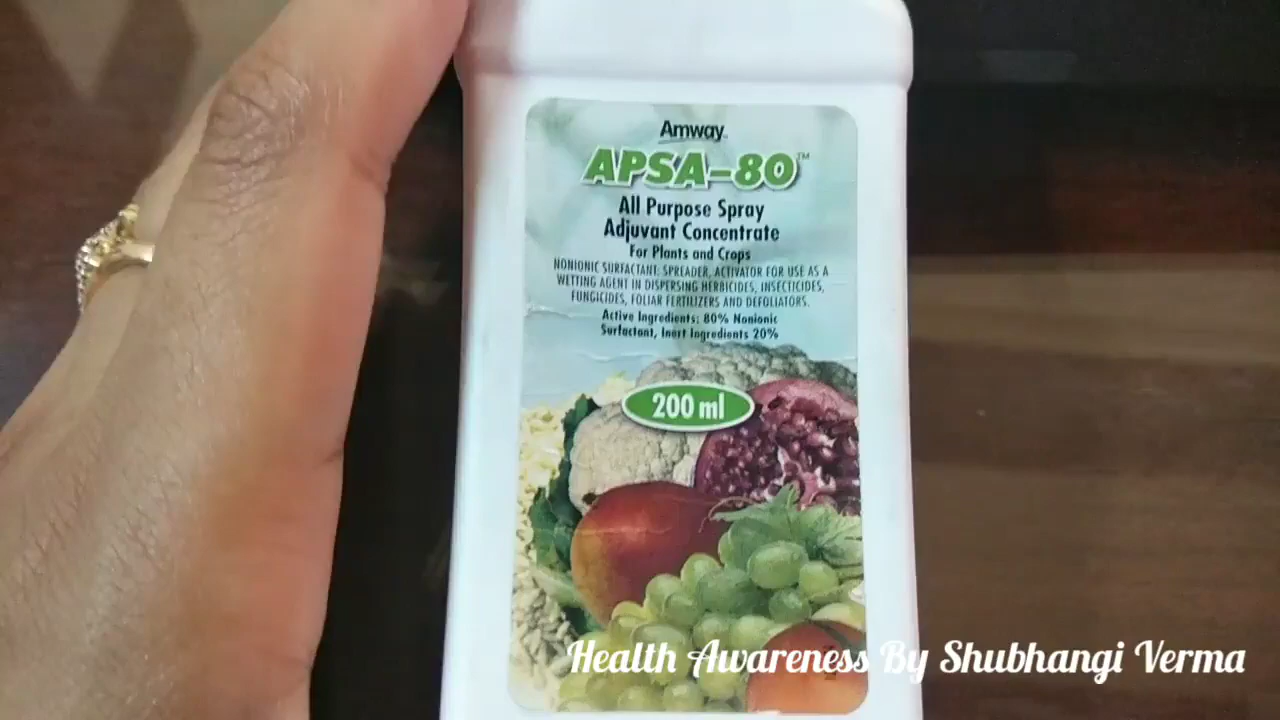 Amway™
APSA-80™
All Purpose Spray
Adjuvant Concentrate
For Plants and Crops
NONIONIC SURFACTANT: SPREADER, ACTIVATOR FOR USE AS A
WETTING AGENT IN DISPERSING HERBICIDES, INSECTICIDES,
FUNGICIDES, FOLIAR FERTILIZERS AND DEFOLIATORS.
Active Ingredients: 80% Nonionic
Surfactant, Inert Ingredients 20%
200 ml
Health Awareness By Shubhangi Verma